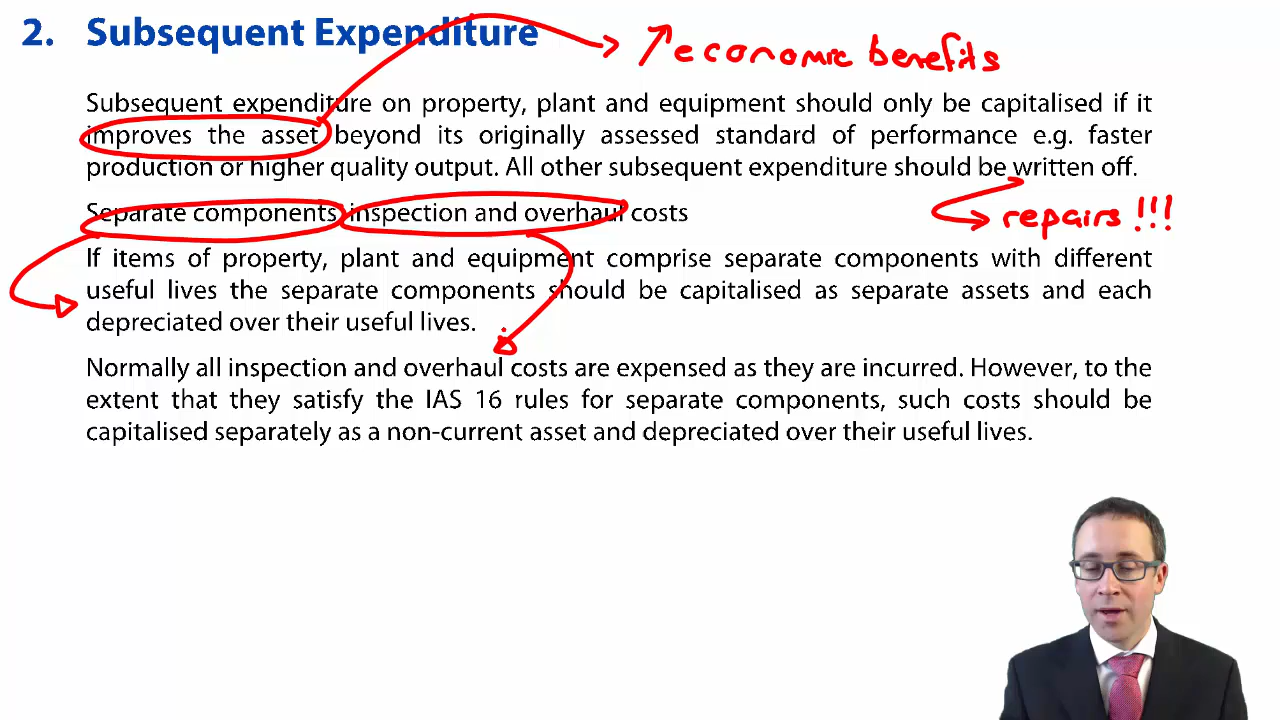 2. Subsequent Expenditure
↗economic benefits
Subsequent expenditure on property, plant and equipment should only be capitalised if it
improves the asset beyond its originally assessed standard of performance e.g. faster
production or higher quality output. All other subsequent expenditure should be written off.
Separate components, inspection and overhaul costs
repairs !!!
If items of property, plant and equipment comprise separate components with different
useful lives the separate components should be capitalised as separate assets and each
depreciated over their useful lives.
Normally all inspection and overhaul costs are expensed as they are incurred. However, to the
extent that they satisfy the IAS 16 rules for separate components, such costs should be
capitalised separately as a non-current asset and depreciated over their useful lives.